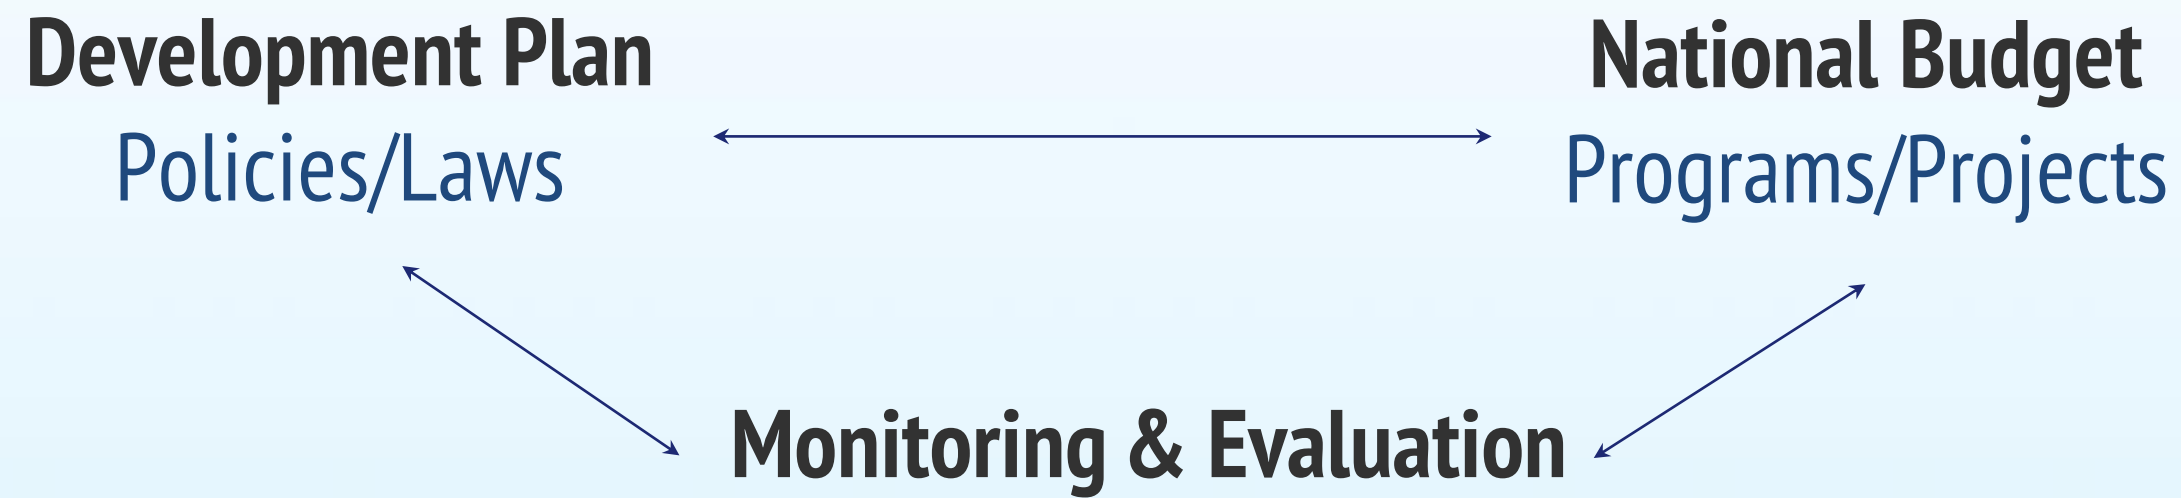 Development Plan
Policies/Laws
National Budget
Programs/Projects
Monitoring & Evaluation